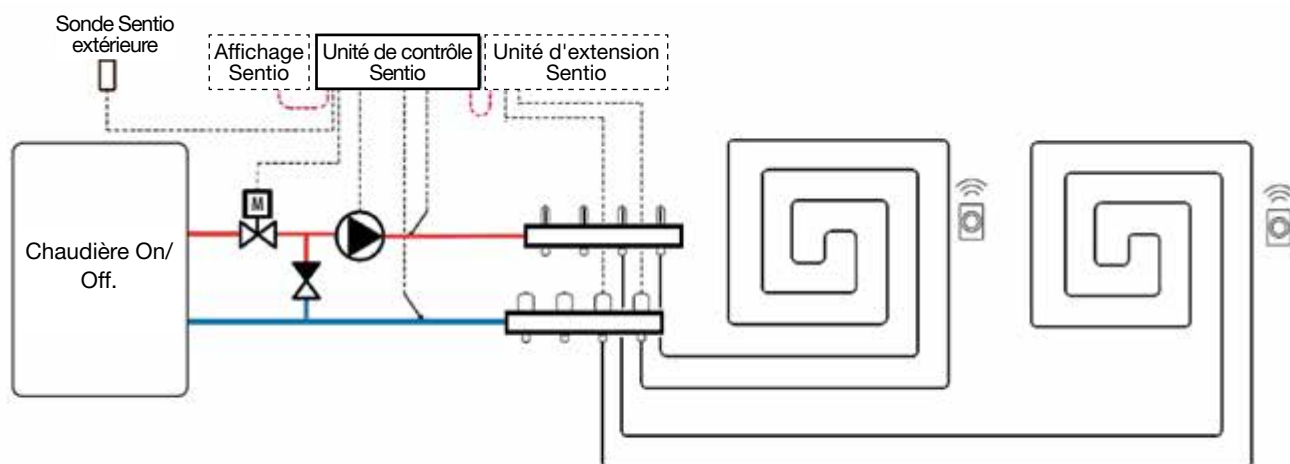 Sonde Sentio
extérieure
Affichage
Sentio
Unité de contrôle
Sentio
Unité d'extension
Sentio
M
Chaudière On/
Off.